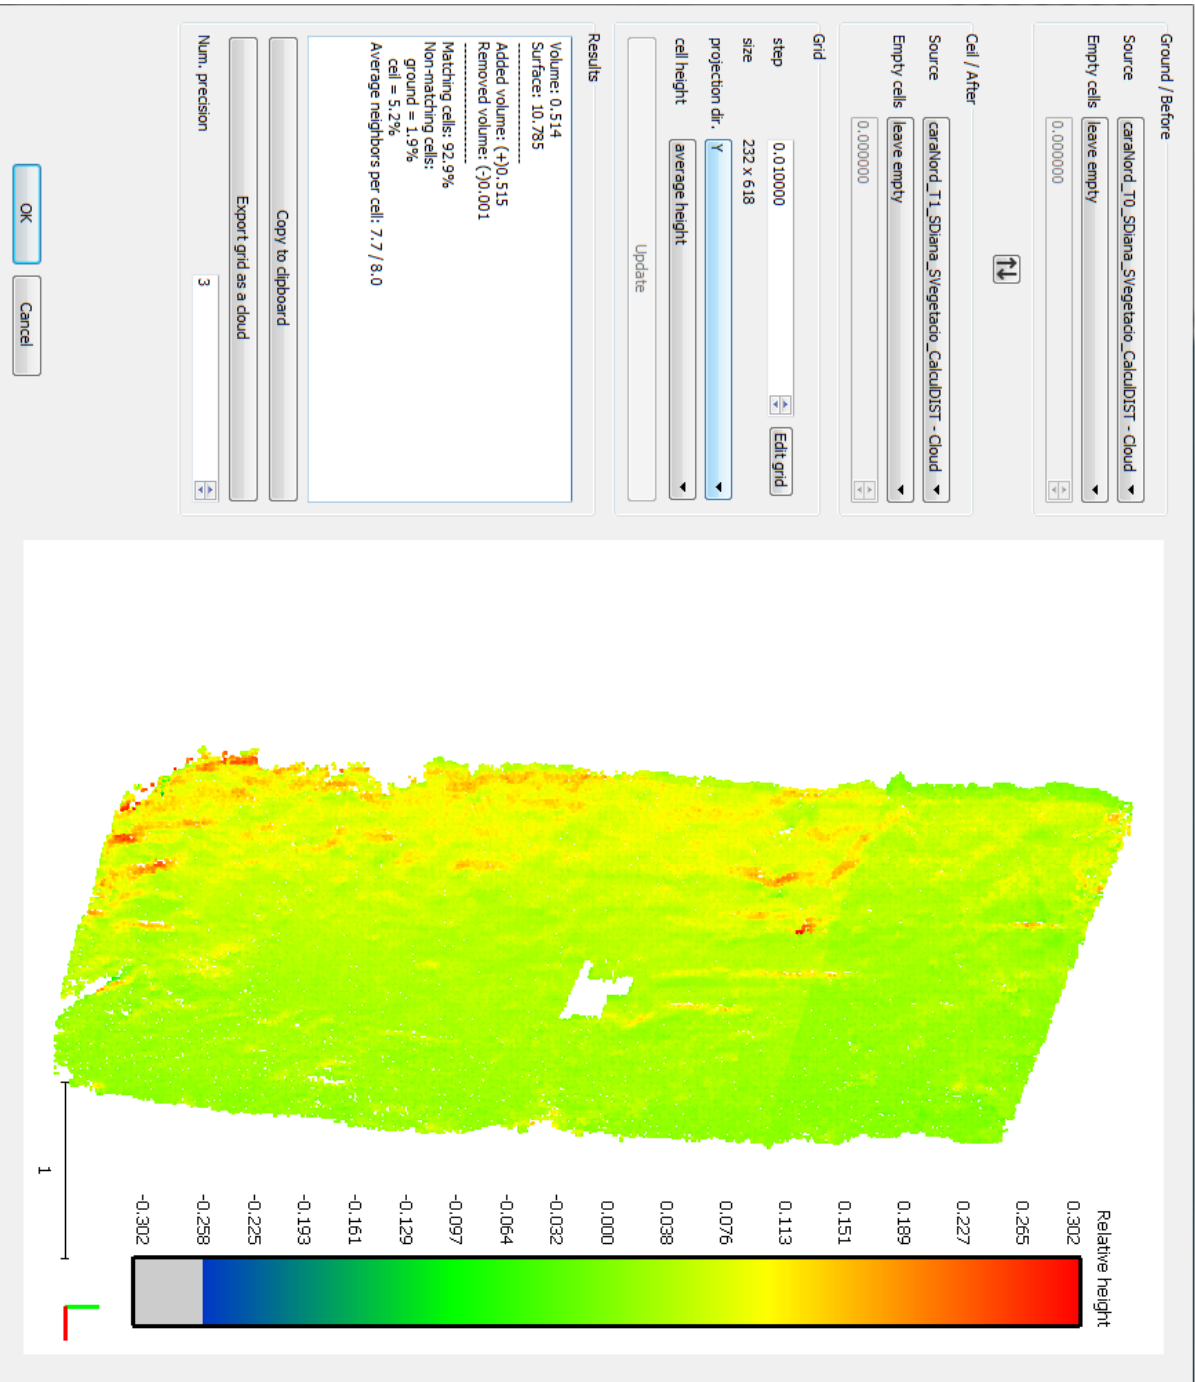 Ground / Before
Source caraNord_T0_SDiana_SVegetacio_CalculDIST - Cloud
Empty cells leave empty
0.000000
Ceil / After
Source caraNord_T1_SDiana_SVegetacio_CalculDIST - Cloud
Empty cells leave empty
0.000000
Grid
step 0.010000 Edit grid
size 232 x 618
projection dir. Y
cell height average height
Update
Results
Volume: 0.514
Surface: 10.785
----------------------
Added volume: (+)0.515
Removed volume: (-)0.001
----------------------
Matching cells: 92.9%
Non-matching cells:
ground = 1.9%
ceil = 5.2%
Average neighbors per cell: 7.7 / 8.0
Copy to clipboard
Export grid as a cloud
Num. precision 3
OK Cancel
Relative height
0.302
0.265
0.227
0.189
0.151
0.113
0.076
0.038
0.000
-0.032
-0.064
-0.097
-0.129
-0.161
-0.193
-0.225
-0.258
-0.302
1